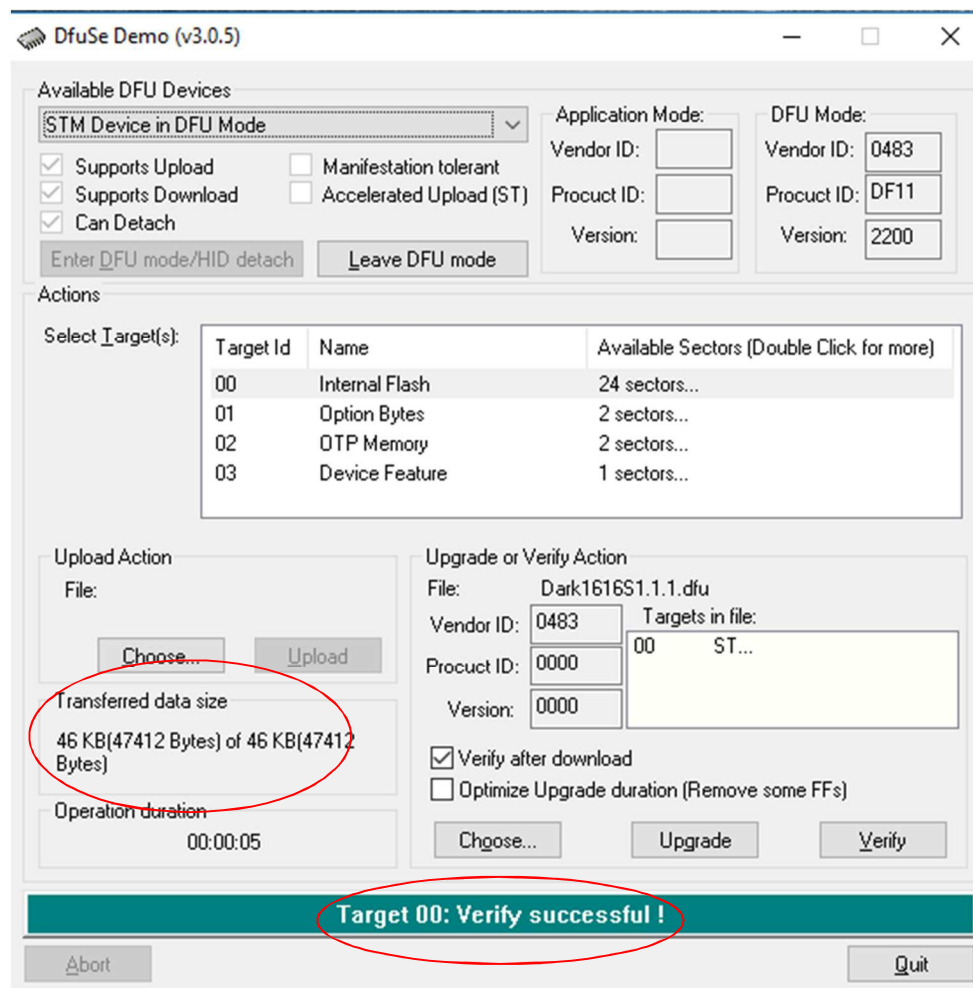 DfuSe Demo (v3.0.5)
Available DFU Devices
STM Device in DFU Mode
Supports Upload
Manifestation tolerant
Supports Download
Accelerated Upload (ST)
Can Detach
Enter DFU mode/HID detach
Leave DFU mode
Application Mode:
Vendor ID:
Procuct ID:
Version:
DFU Mode:
Vendor ID: 0483
Procuct ID: DF11
Version: 2200
Actions
Select Target(s):
Target Id Name Available Sectors (Double Click for more)
00 Internal Flash 24 sectors...
01 Option Bytes 2 sectors...
02 OTP Memory 2 sectors...
03 Device Feature 1 sectors...
Upload Action
File:
Choose... Upload
Transferred data size
46 KB(47412 Bytes) of 46 KB(47412
Bytes)
Operation duration
00:00:05
Upgrade or Verify Action
File: Dark1616S1.1.1.dfu
Vendor ID: 0483
Procuct ID: 0000
Version: 0000
Targets in file:
00 ST...
Verify after download
Optimize Upgrade duration (Remove some FFs)
Choose... Upgrade Verify
Target 00: Verify successful !
Abort Quit